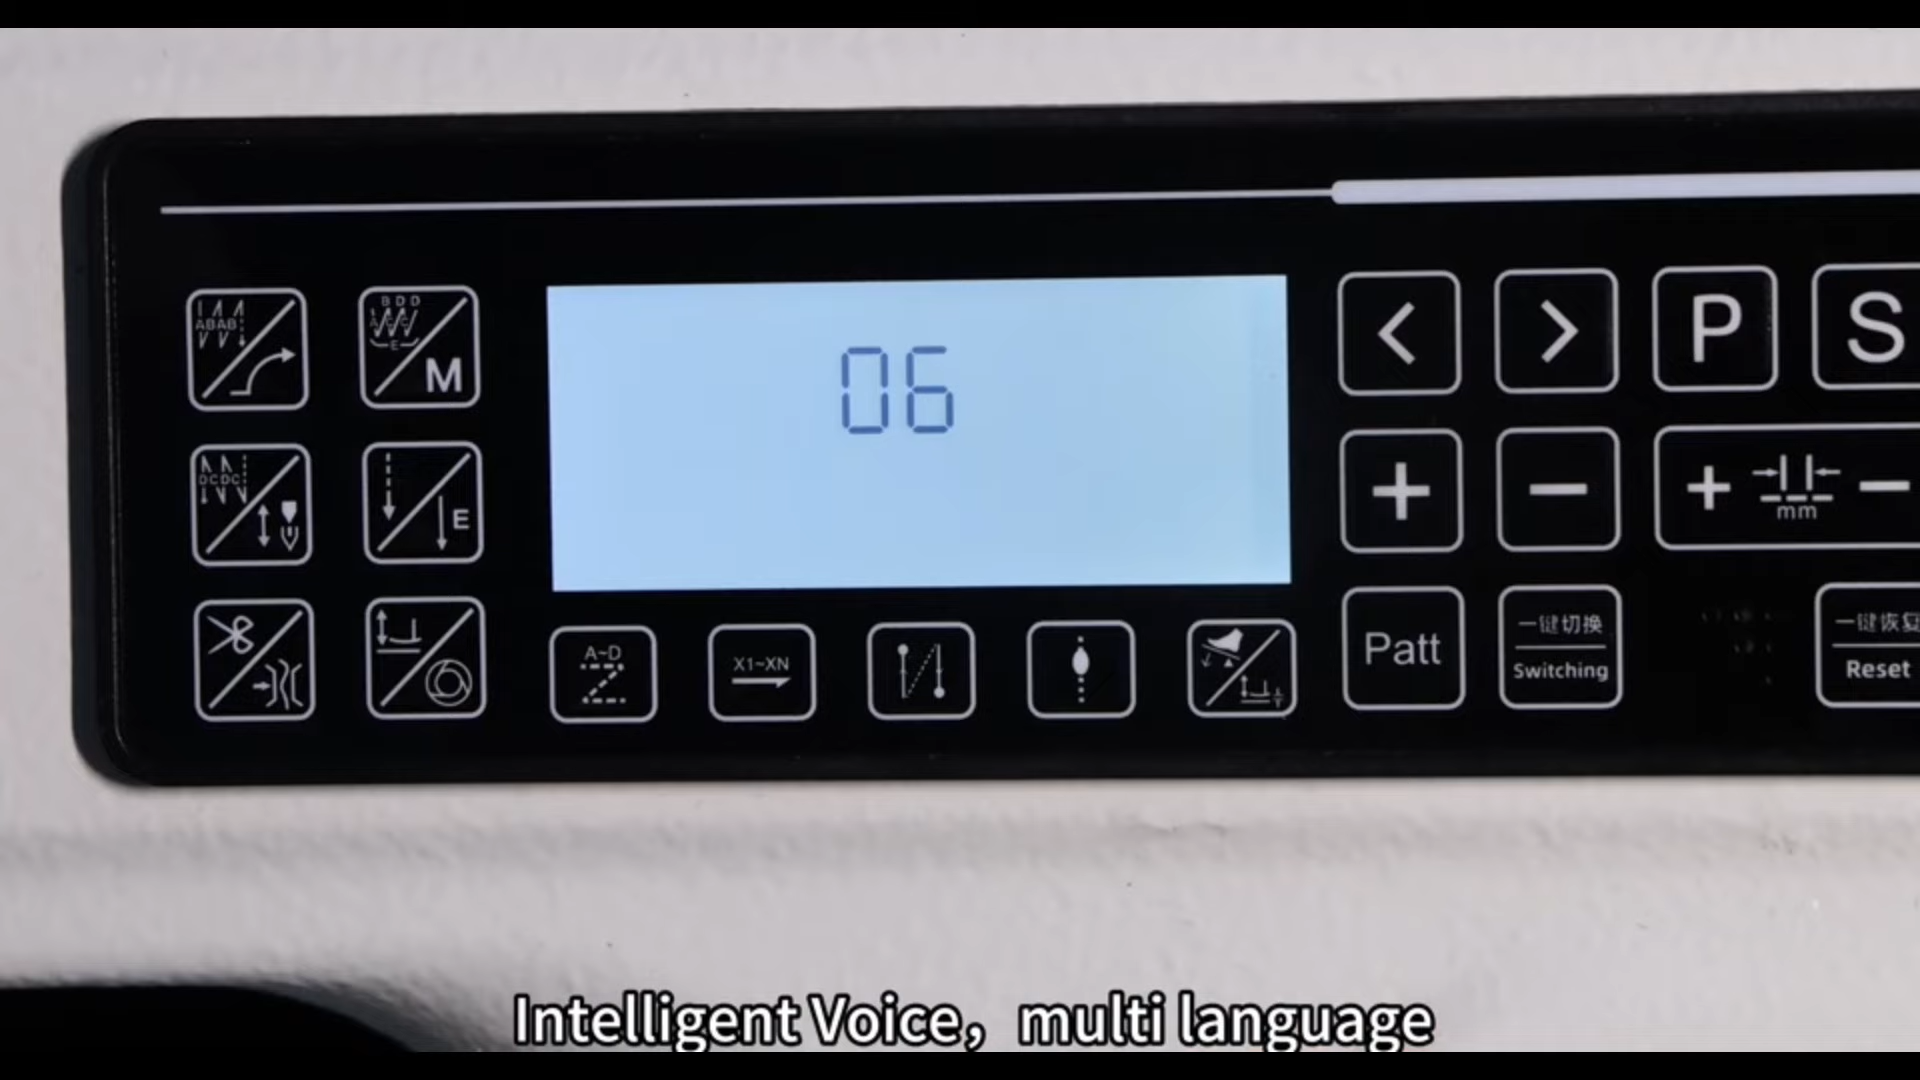 ABAB
B D D
A C C
E
M
06
< > P S
DCDC
E
+ −
+ mm −
A~D
X1~XN
Patt
一键切换
Switching
一键恢复
Reset
Intelligent Voice，multi language